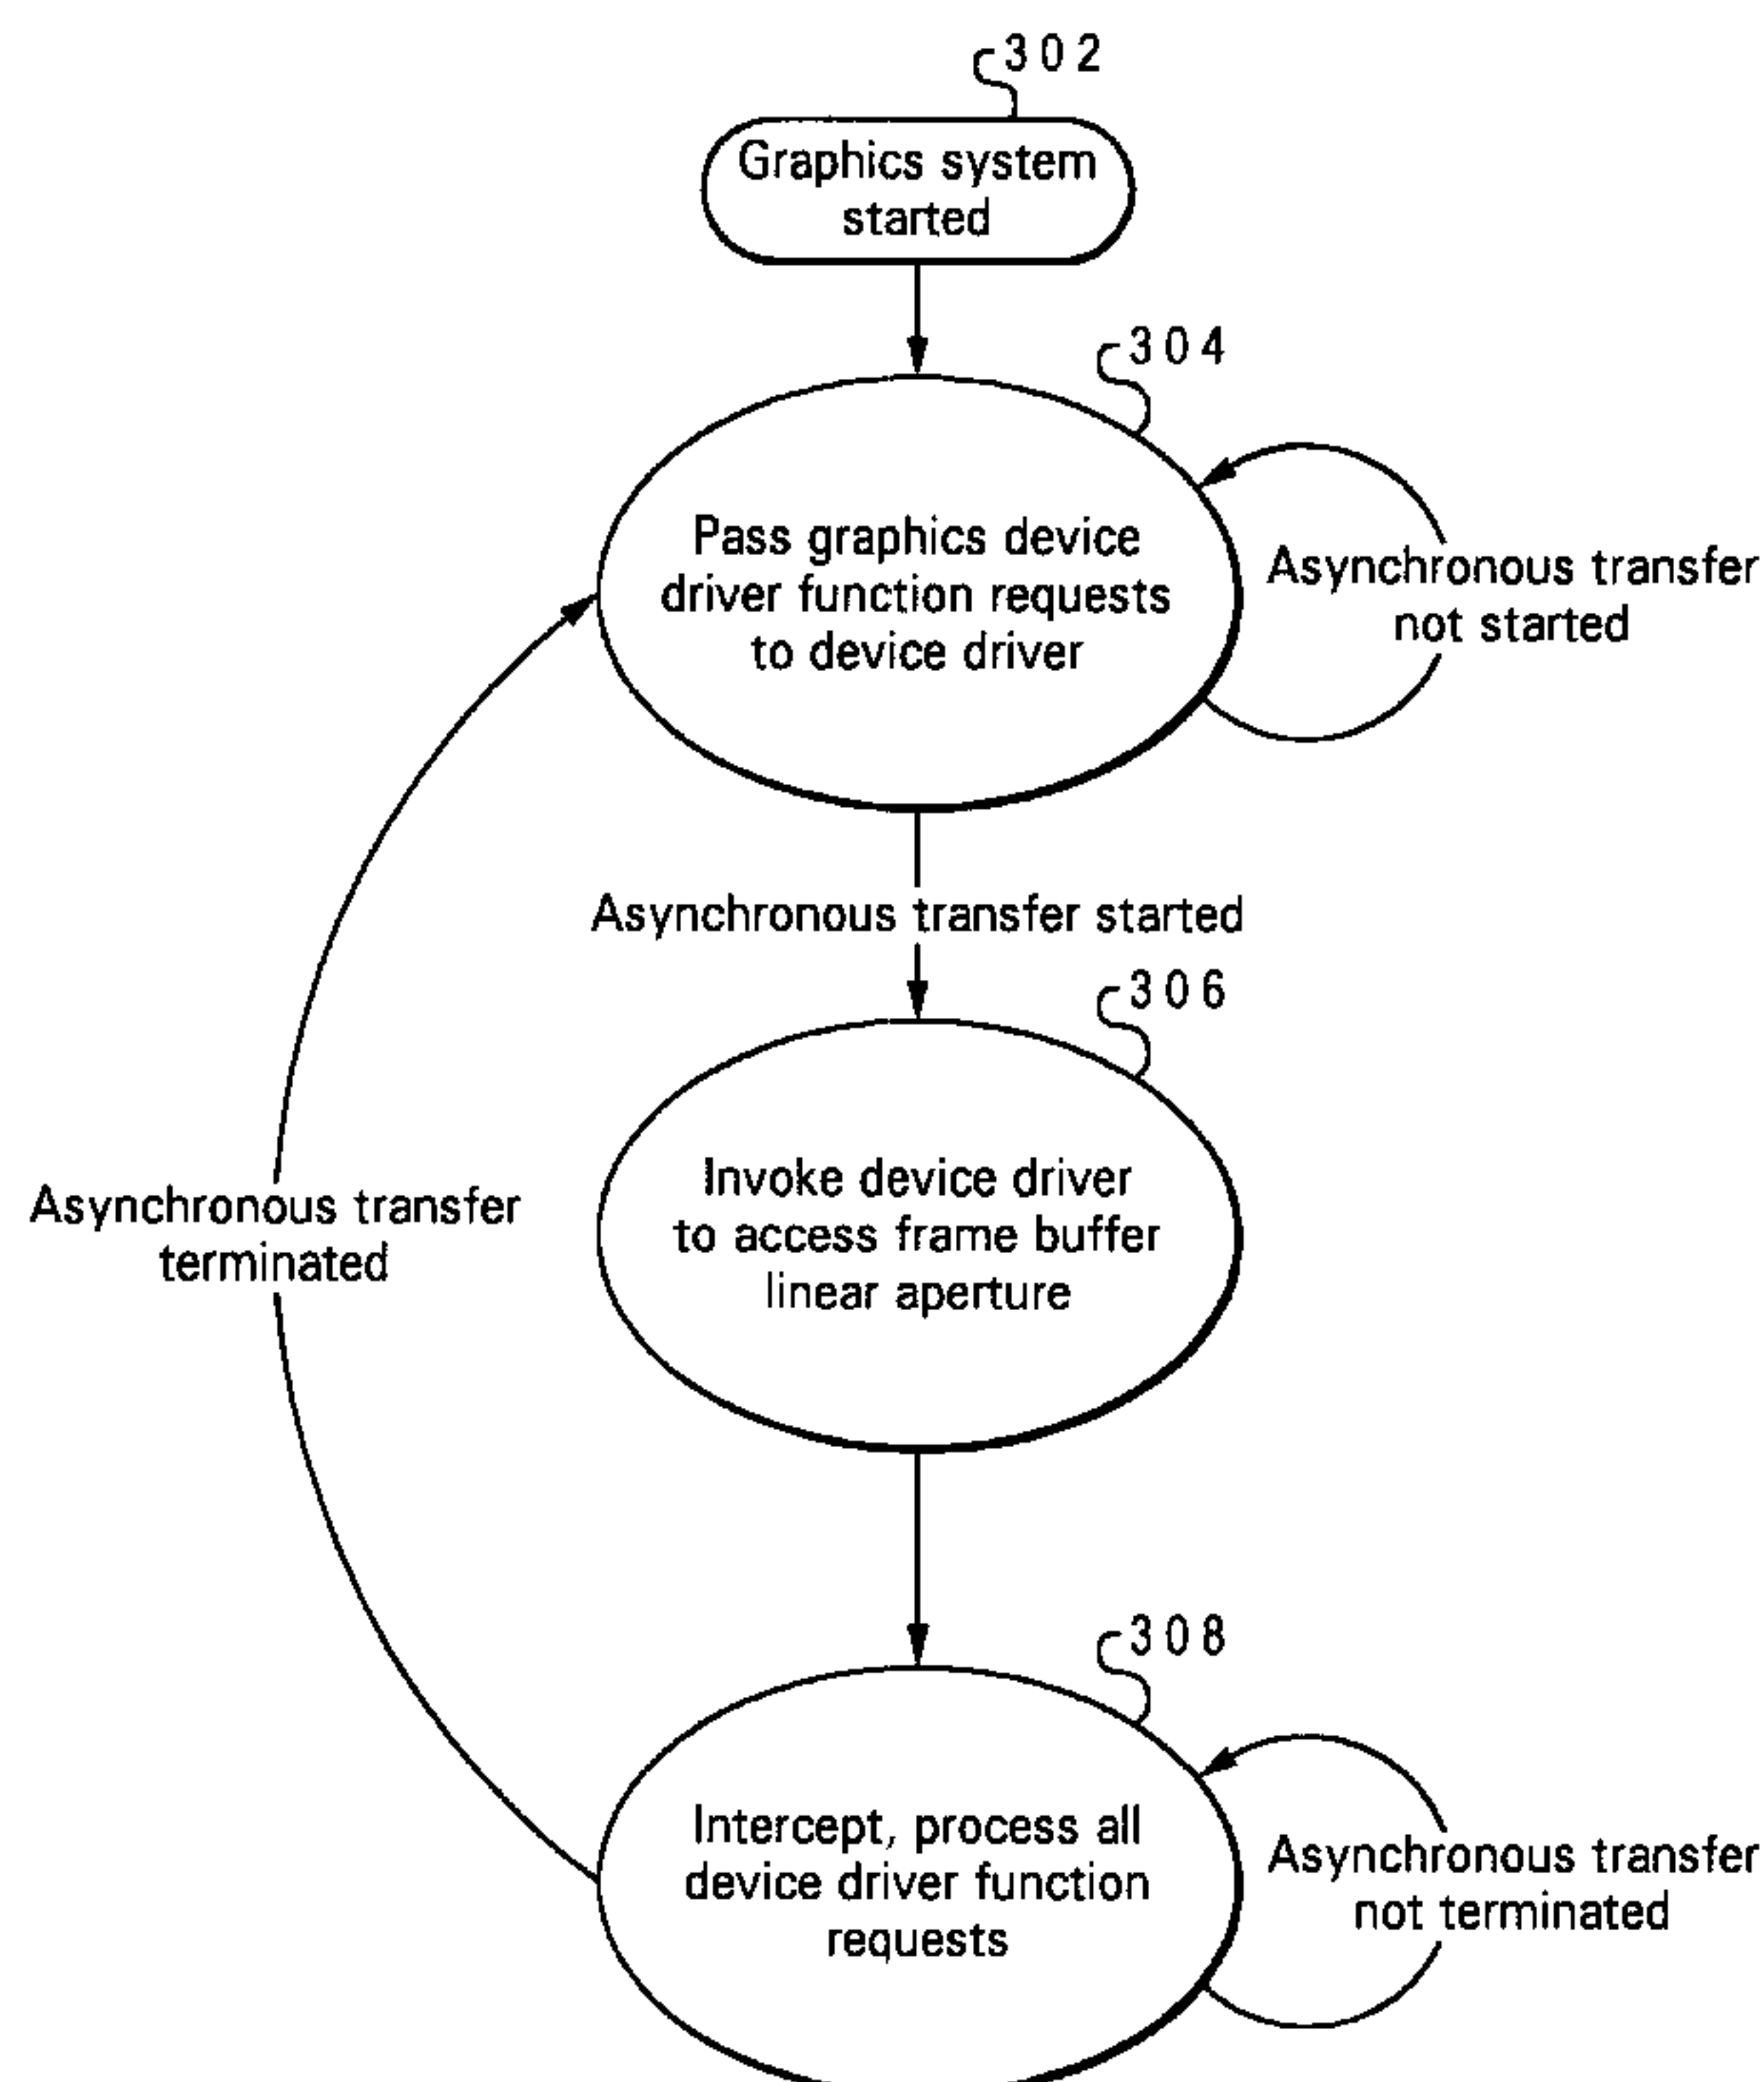 302
Graphics system
started
304
Pass graphics device
driver function requests
to device driver
Asynchronous transfer
not started
Asynchronous transfer started
306
Invoke device driver
to access frame buffer
linear aperture
Asynchronous transfer
terminated
308
Intercept, process all
device driver function
requests
Asynchronous transfer
not terminated